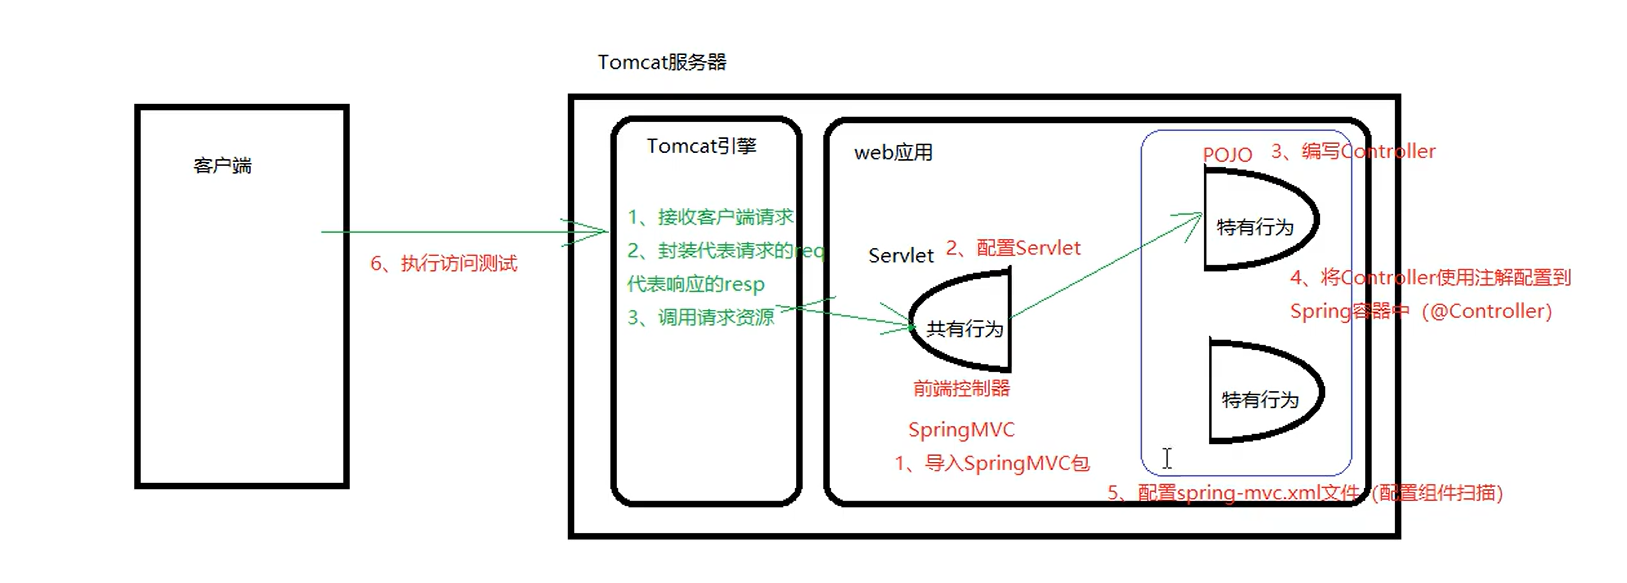 Tomcat服务器
客户端
6、执行访问测试
Tomcat引擎
1、接收客户端请求
2、封装代表请求的req
代表响应的resp
3、调用请求资源
web应用
Servlet
2、配置Servlet
共有行为
前端控制器
SpringMVC
1、导入SpringMVC包
POJO
3、编写Controller
特有行为
4、将Controller使用注解配置到
Spring容器中（@Controller）
特有行为
5、配置spring-mvc.xml文件（配置组件扫描）